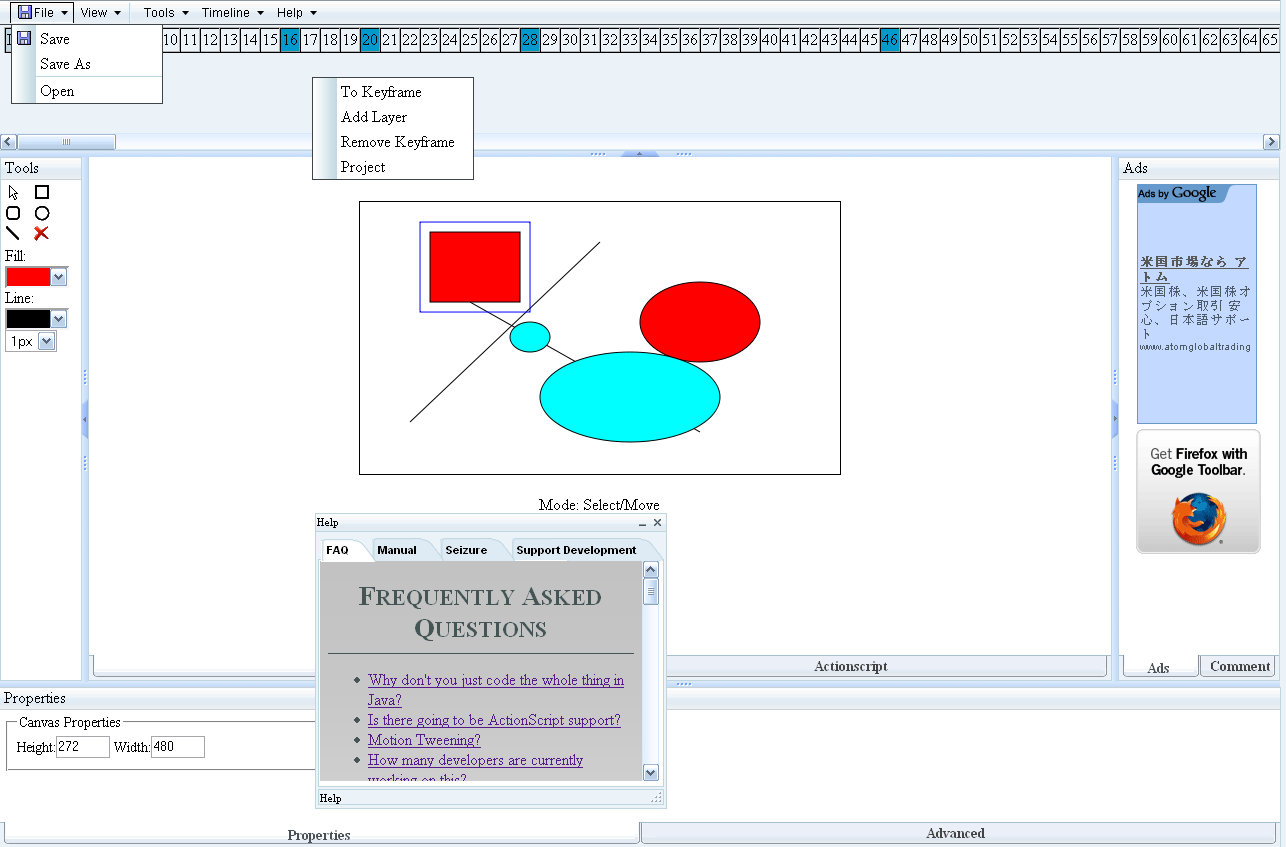 File View Tools Timeline Help
10 11 12 13 14 15 16 17 18 19 20 21 22 23 24 25 26 27 28 29 30 31 32 33 34 35 36 37 38 39 40 41 42 43 44 45 46 47 48 49 50 51 52 53 54 55 56 57 58 59 60 61 62 63 64 65
Save
Save As
Open
To Keyframe
Add Layer
Remove Keyframe
Project
Tools
Fill:
Line:
1px
Mode: Select/Move
Help
FAQ Manual Seizure Support Development
FREQUENTLY ASKED
QUESTIONS
Why don't you just code the whole thing in
Java?
Is there going to be ActionScript support?
Motion Tweening?
How many developers are currently
working on this?
Help
Actionscript
Ads
Ads by Google
米国市場なら ア
トム
米国株、米国株オ
プション取引 安
心、日本語サポー
ト
www.atomglobaltrading
Get Firefox with
Google Toolbar.
Ads Comment
Properties
Canvas Properties
Height: 272 Width: 480
Properties Advanced